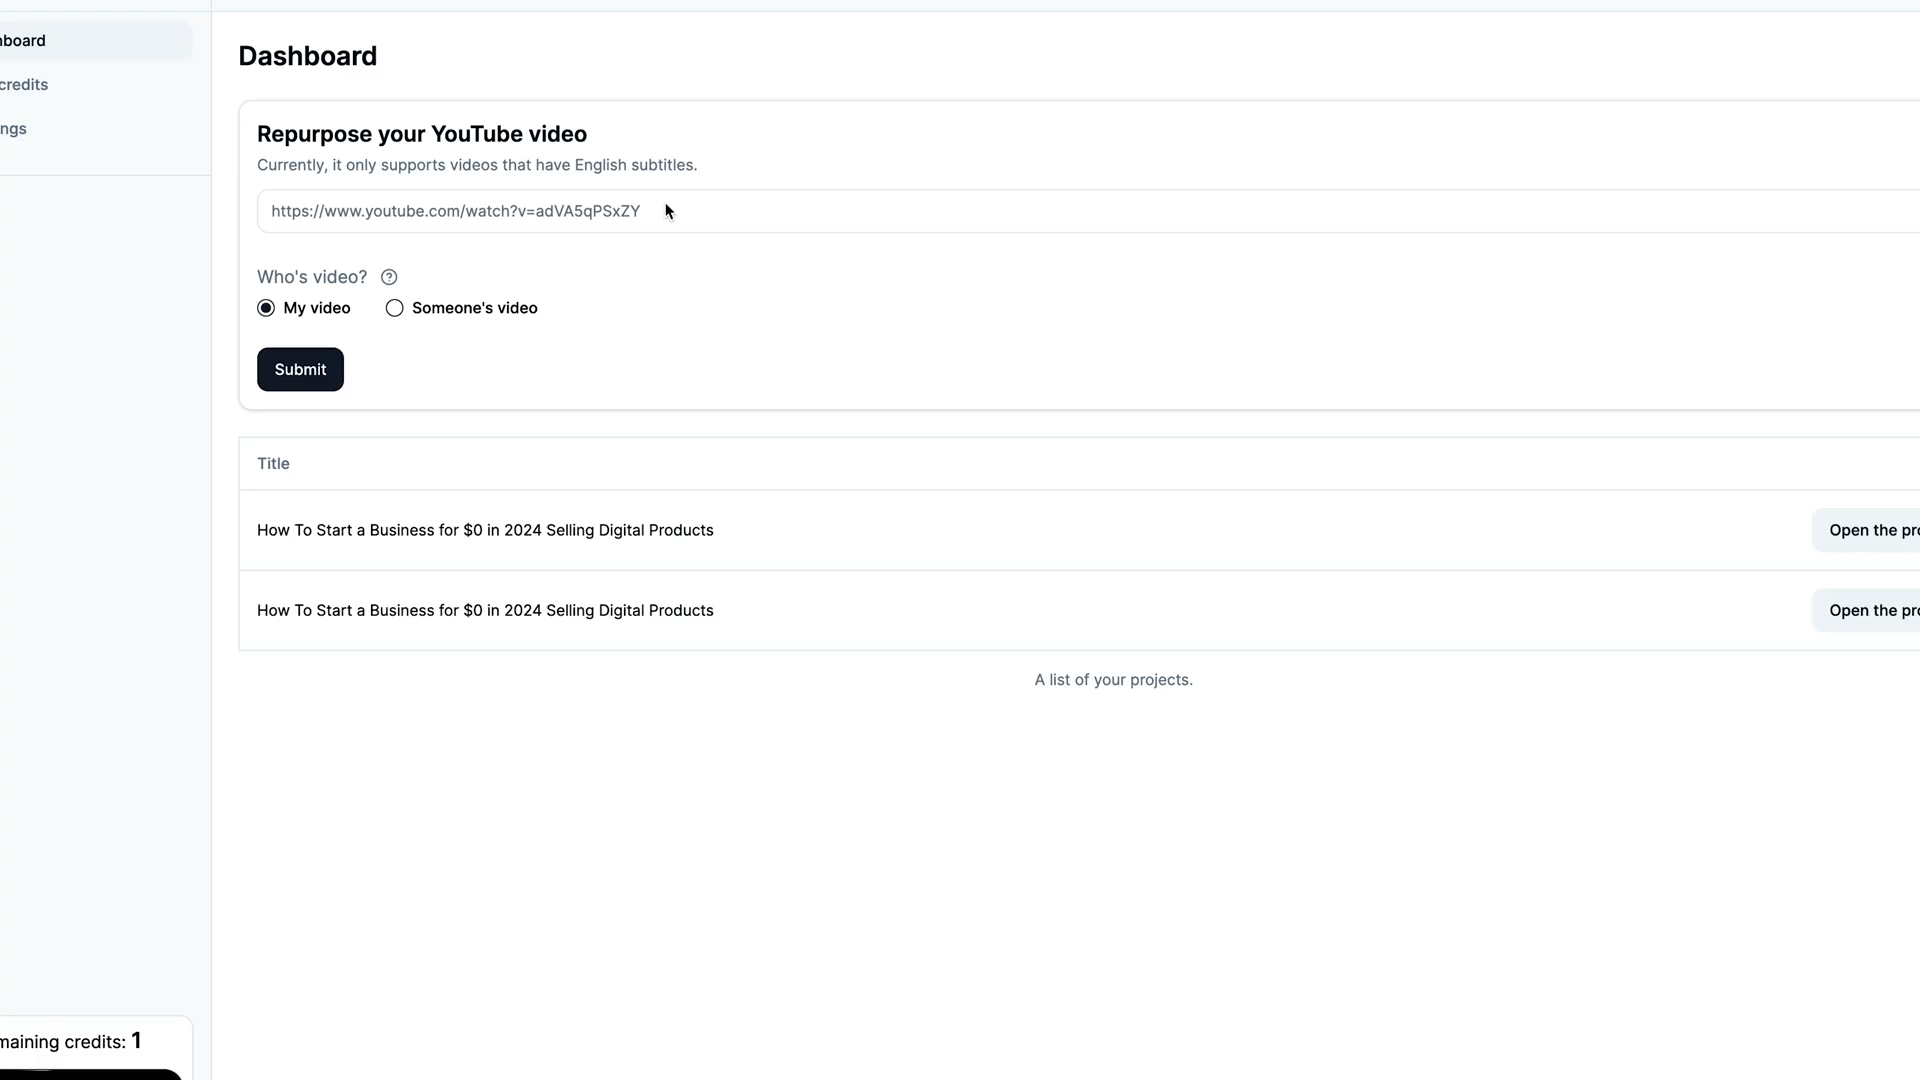 board
credits
ngs
Dashboard
Repurpose your YouTube video
Currently, it only supports videos that have English subtitles.
https://www.youtube.com/watch?v=adVA5qPSxZY
Who's video?
My video
Someone's video
Submit
Title
How To Start a Business for $0 in 2024 Selling Digital Products
Open the pro
How To Start a Business for $0 in 2024 Selling Digital Products
Open the pro
A list of your projects.
maining credits: 1